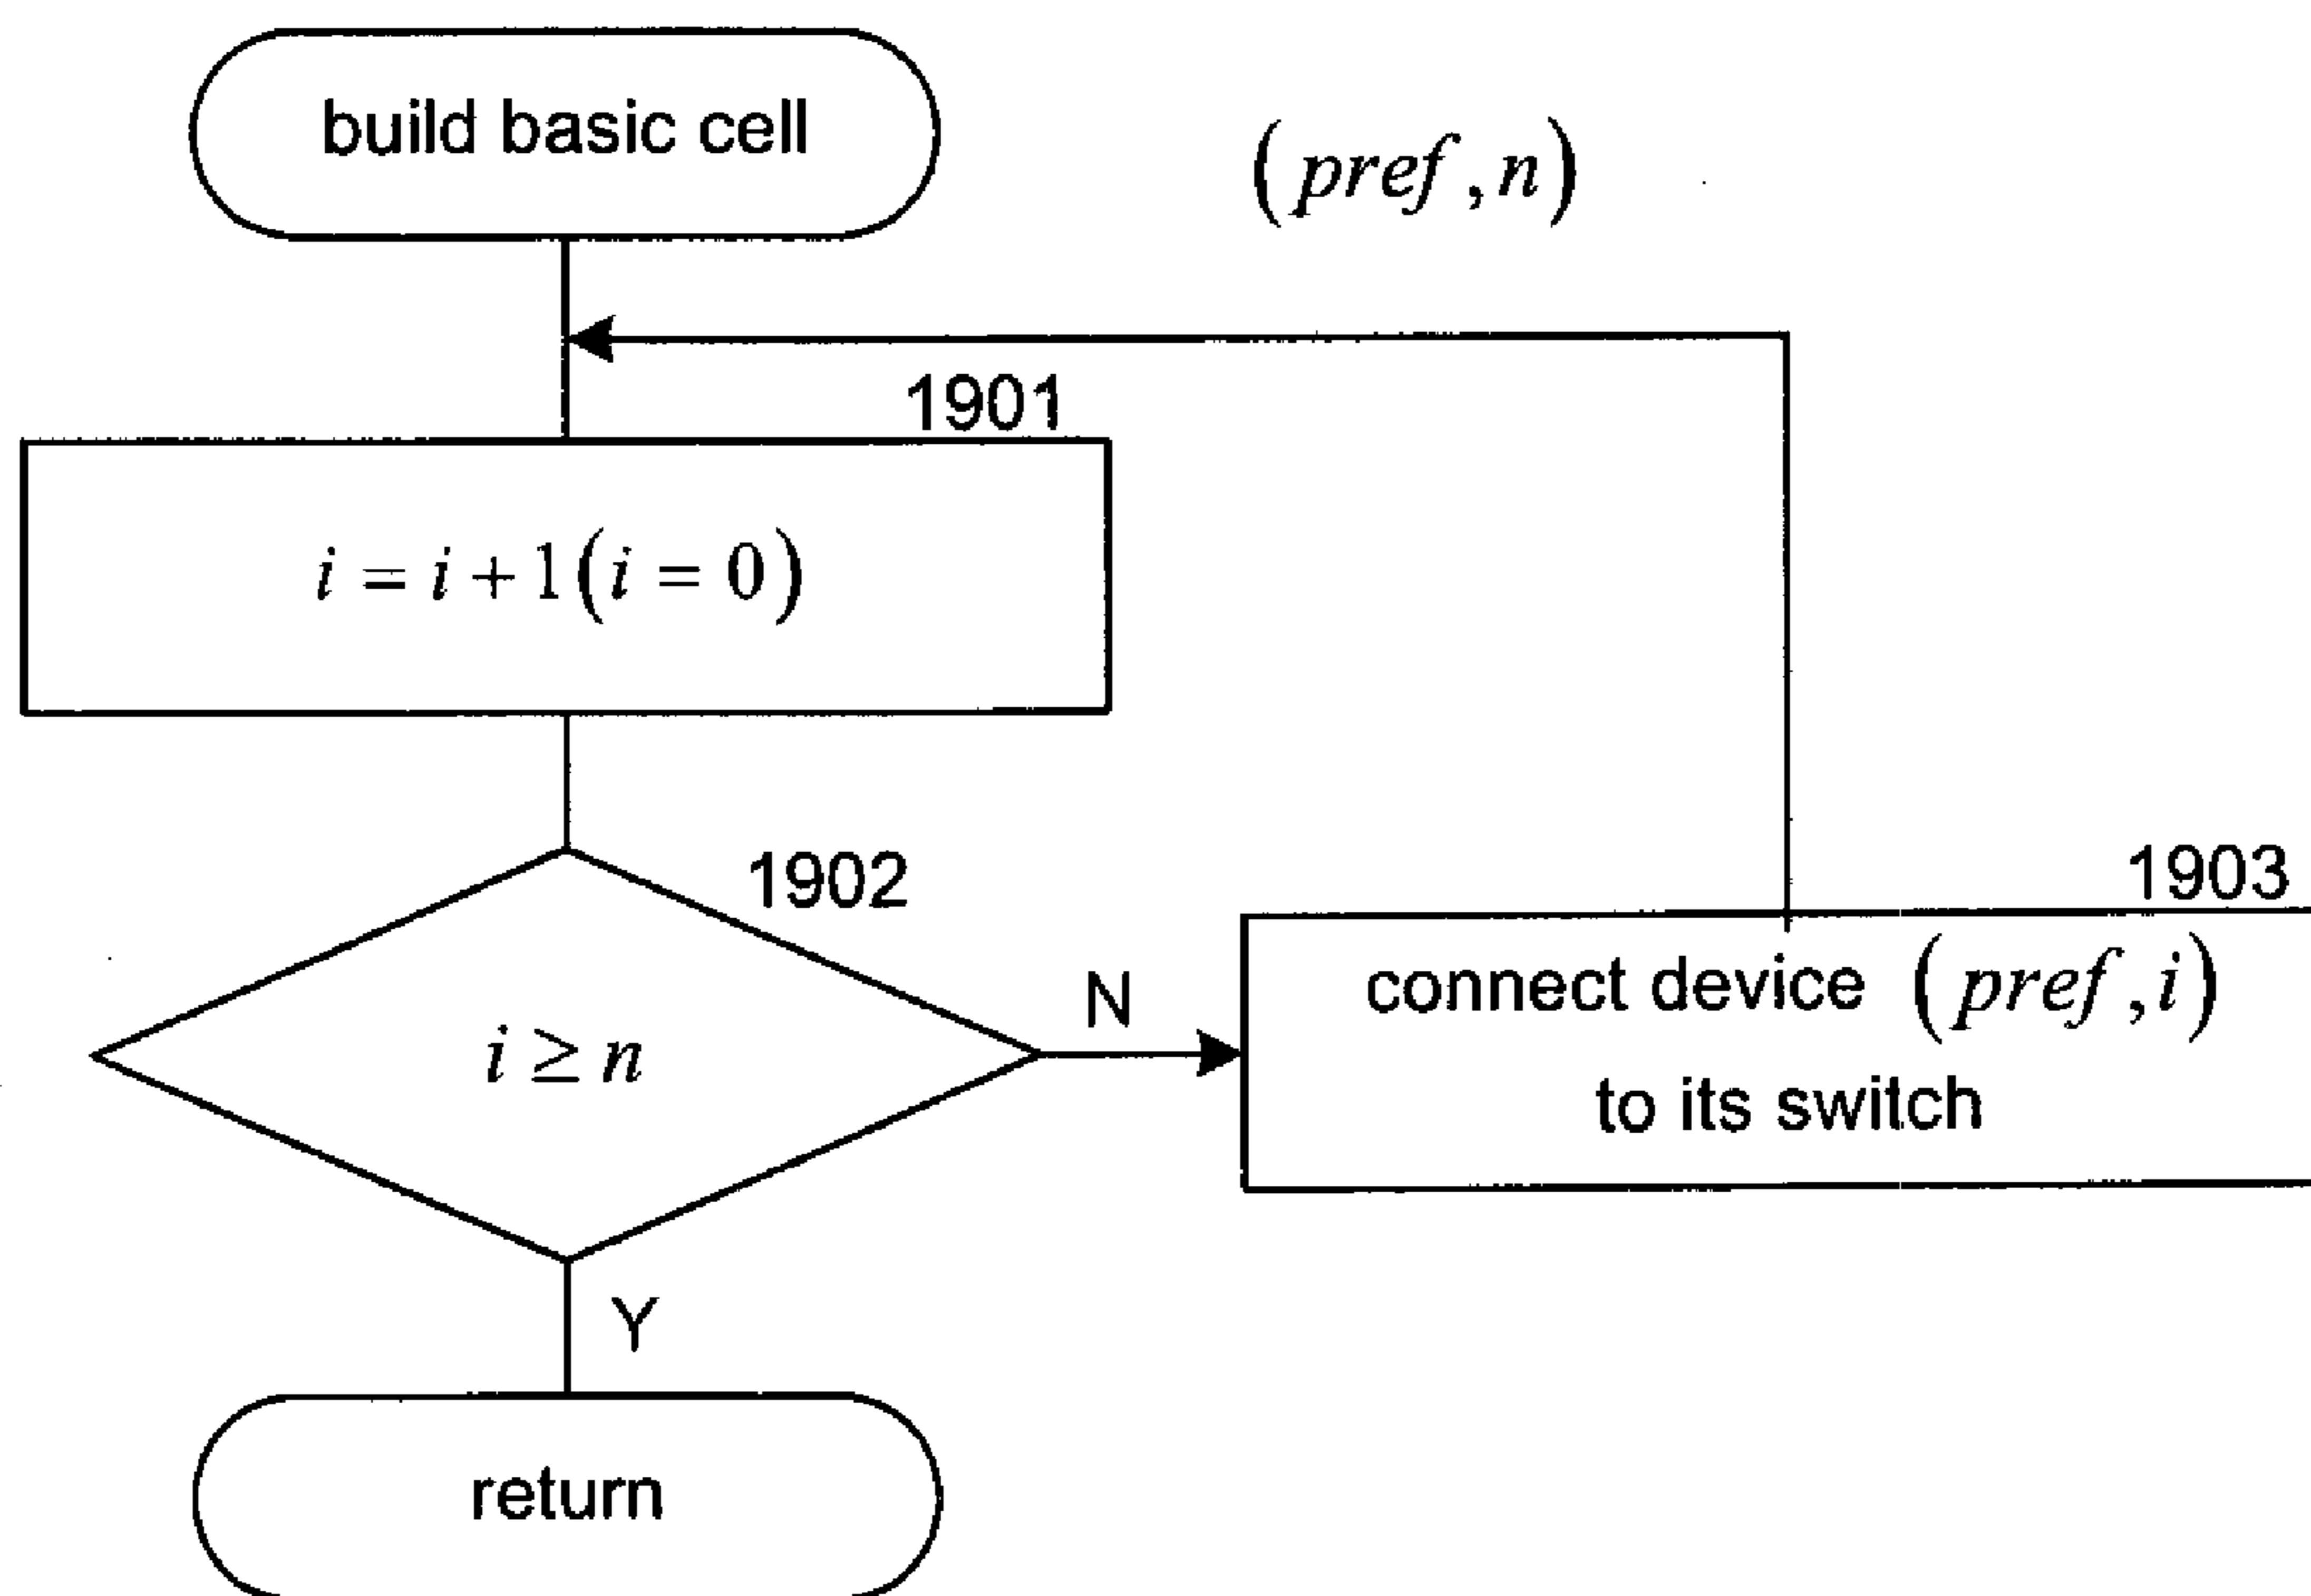 build basic cell
(pref, n)
1901
i = i + 1(i = 0)
1902
i ≥ n
N
1903
connect device (pref, i)
to its switch
Y
return